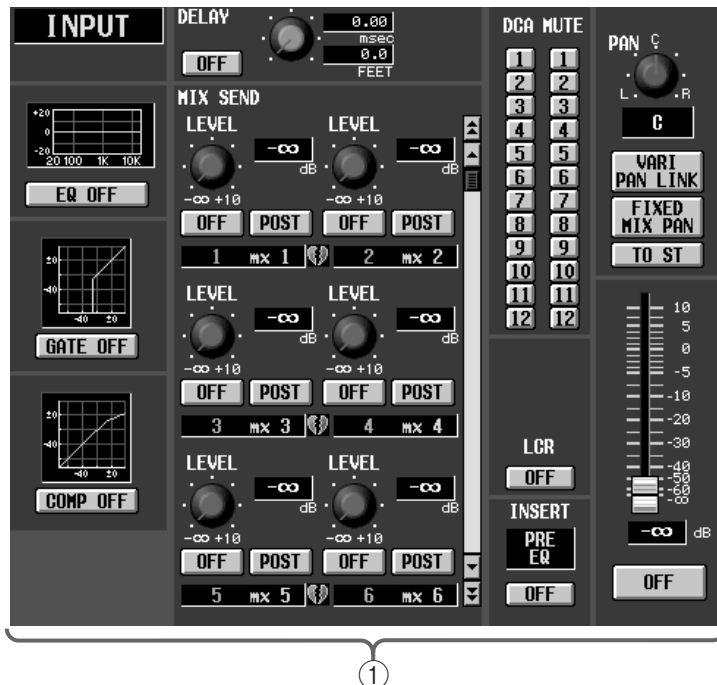 INPUT
+20
0
-20
20 100 1K 10K
EQ OFF
±0
-40
-40 ±0
GATE OFF
±0
-40
-40 ±0
COMP OFF
DELAY
OFF
0.00
msec
0.0
FEET
MIX SEND
LEVEL LEVEL
-∞ dB -∞ dB
-∞ +10 -∞ +10
OFF POST OFF POST
1 mx 1 2 mx 2
LEVEL LEVEL
-∞ dB -∞ dB
-∞ +10 -∞ +10
OFF POST OFF POST
3 mx 3 4 mx 4
LEVEL LEVEL
-∞ dB -∞ dB
-∞ +10 -∞ +10
OFF POST OFF POST
5 mx 5 6 mx 6
DCA MUTE
1 1
2 2
3 3
4 4
5 5
6 6
7 7
8 8
9 9
10 10
11 11
12 12
LCR
OFF
INSERT
PRE
EQ
OFF
PAN C
L R
C
VARI
PAN LINK
FIXED
MIX PAN
TO ST
10
5
0
-5
-10
-20
-30
-40
-50
-60
-∞
-∞ dB
OFF
1